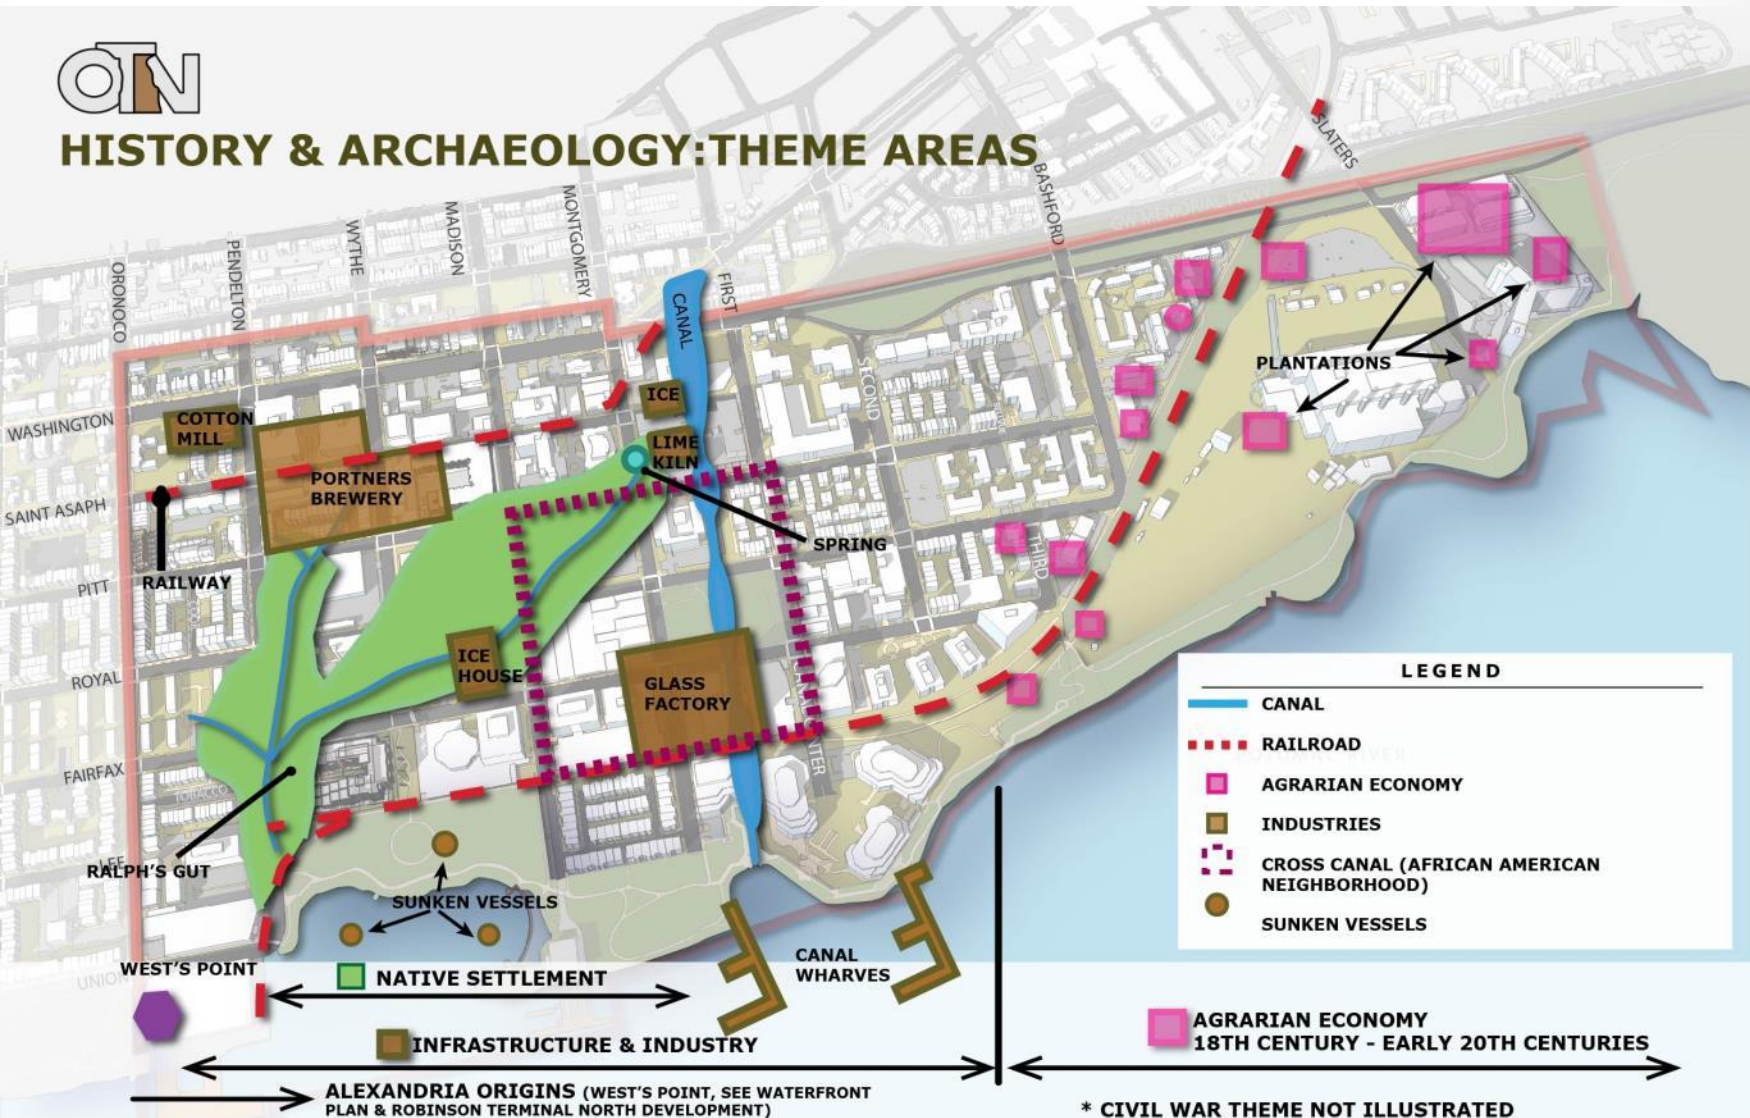 OTN
HISTORY & ARCHAEOLOGY:THEME AREAS
SLATERS
BASHFORD
MONTGOMERY
MADISON
WYTHE
PENDELTON
ORONOCO
FIRST
CANAL
SECOND
THIRD
PLANTATIONS
WASHINGTON
COTTON
MILL
ICE
LIME
KILN
PORTNERS
BREWERY
SAINT ASAPH
SPRING
RAILWAY
PITT
ICE
HOUSE
GLASS
FACTORY
ROYAL
FAIRFAX
TOBACCO
LEE
RALPH'S GUT
SUNKEN VESSELS
CANAL
WHARVES
UNION
WEST'S POINT
LEGEND
CANAL
RAILROAD
AGRARIAN ECONOMY
INDUSTRIES
CROSS CANAL (AFRICAN AMERICAN
NEIGHBORHOOD)
SUNKEN VESSELS
NATIVE SETTLEMENT
INFRASTRUCTURE & INDUSTRY
AGRARIAN ECONOMY
18TH CENTURY - EARLY 20TH CENTURIES
ALEXANDRIA ORIGINS (WEST'S POINT, SEE WATERFRONT
PLAN & ROBINSON TERMINAL NORTH DEVELOPMENT)
* CIVIL WAR THEME NOT ILLUSTRATED